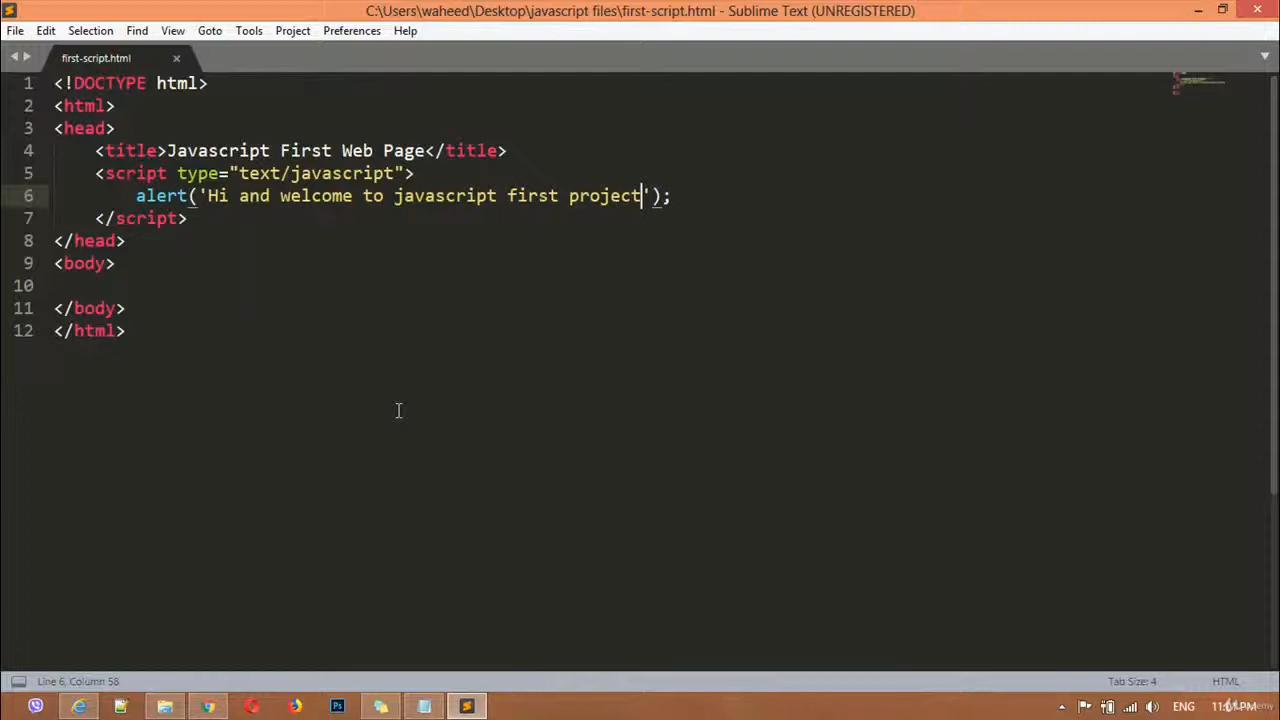 C:\Users\waheed\Desktop\javascript files\first-script.html - Sublime Text (UNREGISTERED)
File Edit Selection View Find Goto Tools Project Preferences Help
first-script.html
1 <!DOCTYPE html>
2 <html>
3 <head>
4 <title>Javascript First Web Page</title>
5 <script type="text/javascript">
6 alert('Hi and welcome to javascript first project');
7 </script>
8 </head>
9 <body>
10
11 </body>
12 </html>
Line 6, Column 58 Tab Size: 4 HTML
Ps ENG